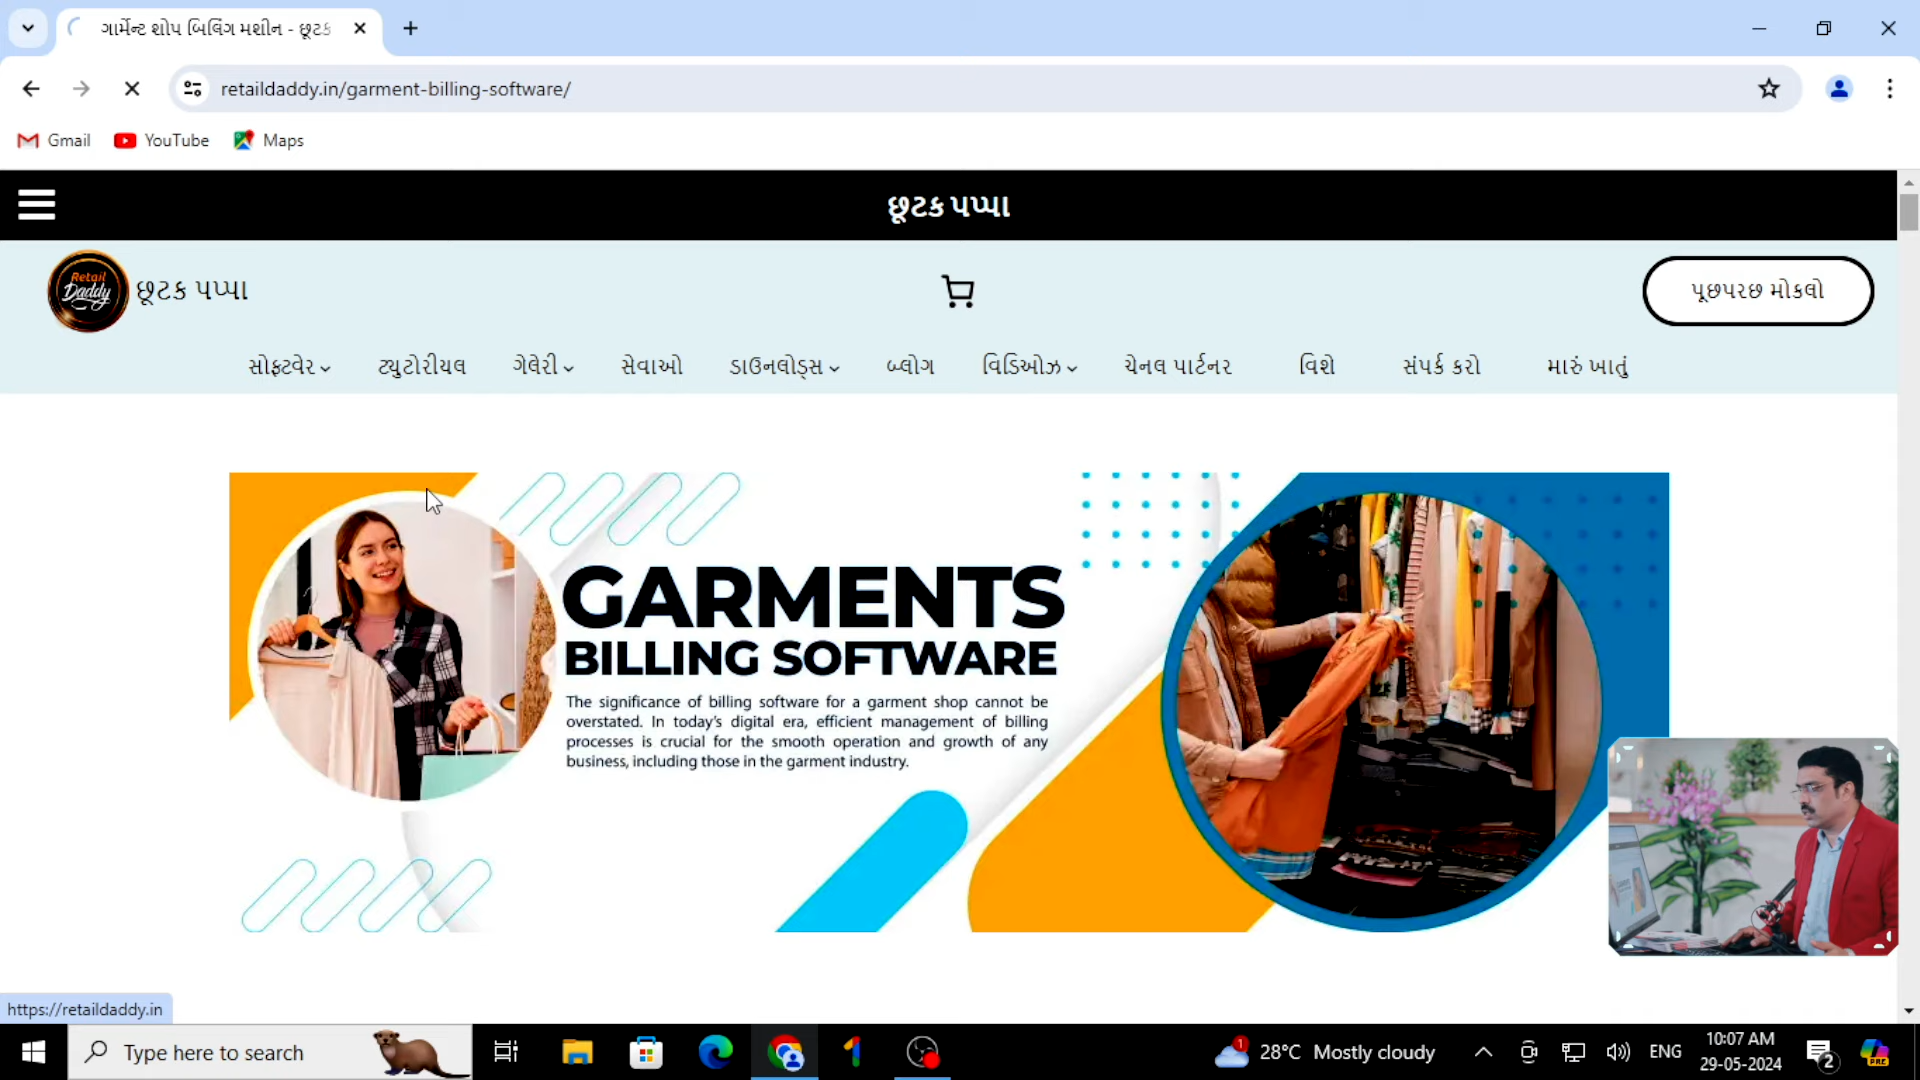 ગાર્મેન્ટ શોપ બિલિંગ મશીન - છૂટક
retaildaddy.in/garment-billing-software/
Gmail YouTube Maps
છૂટક પપ્પા
Retail
Daddy
છૂટક પપ્પા
પૂછપરછ મોકલો
સોફ્ટવેર ટ્યુટોરીયલ ગેલેરી સેવાઓ ડાઉનલોડ્સ બ્લોગ વિડિઓઝ ચેનલ પાર્ટનર વિશે સંપર્ક કરો મારું ખાતું
GARMENTS
BILLING SOFTWARE
The significance of billing software for a garment shop cannot be
overstated. In today's digital era, efficient management of billing
processes is crucial for the smooth operation and growth of any
business, including those in the garment industry.
https://retaildaddy.in
Type here to search
1
28°C Mostly cloudy
ENG
10:07 AM
29-05-2024
2
PRE